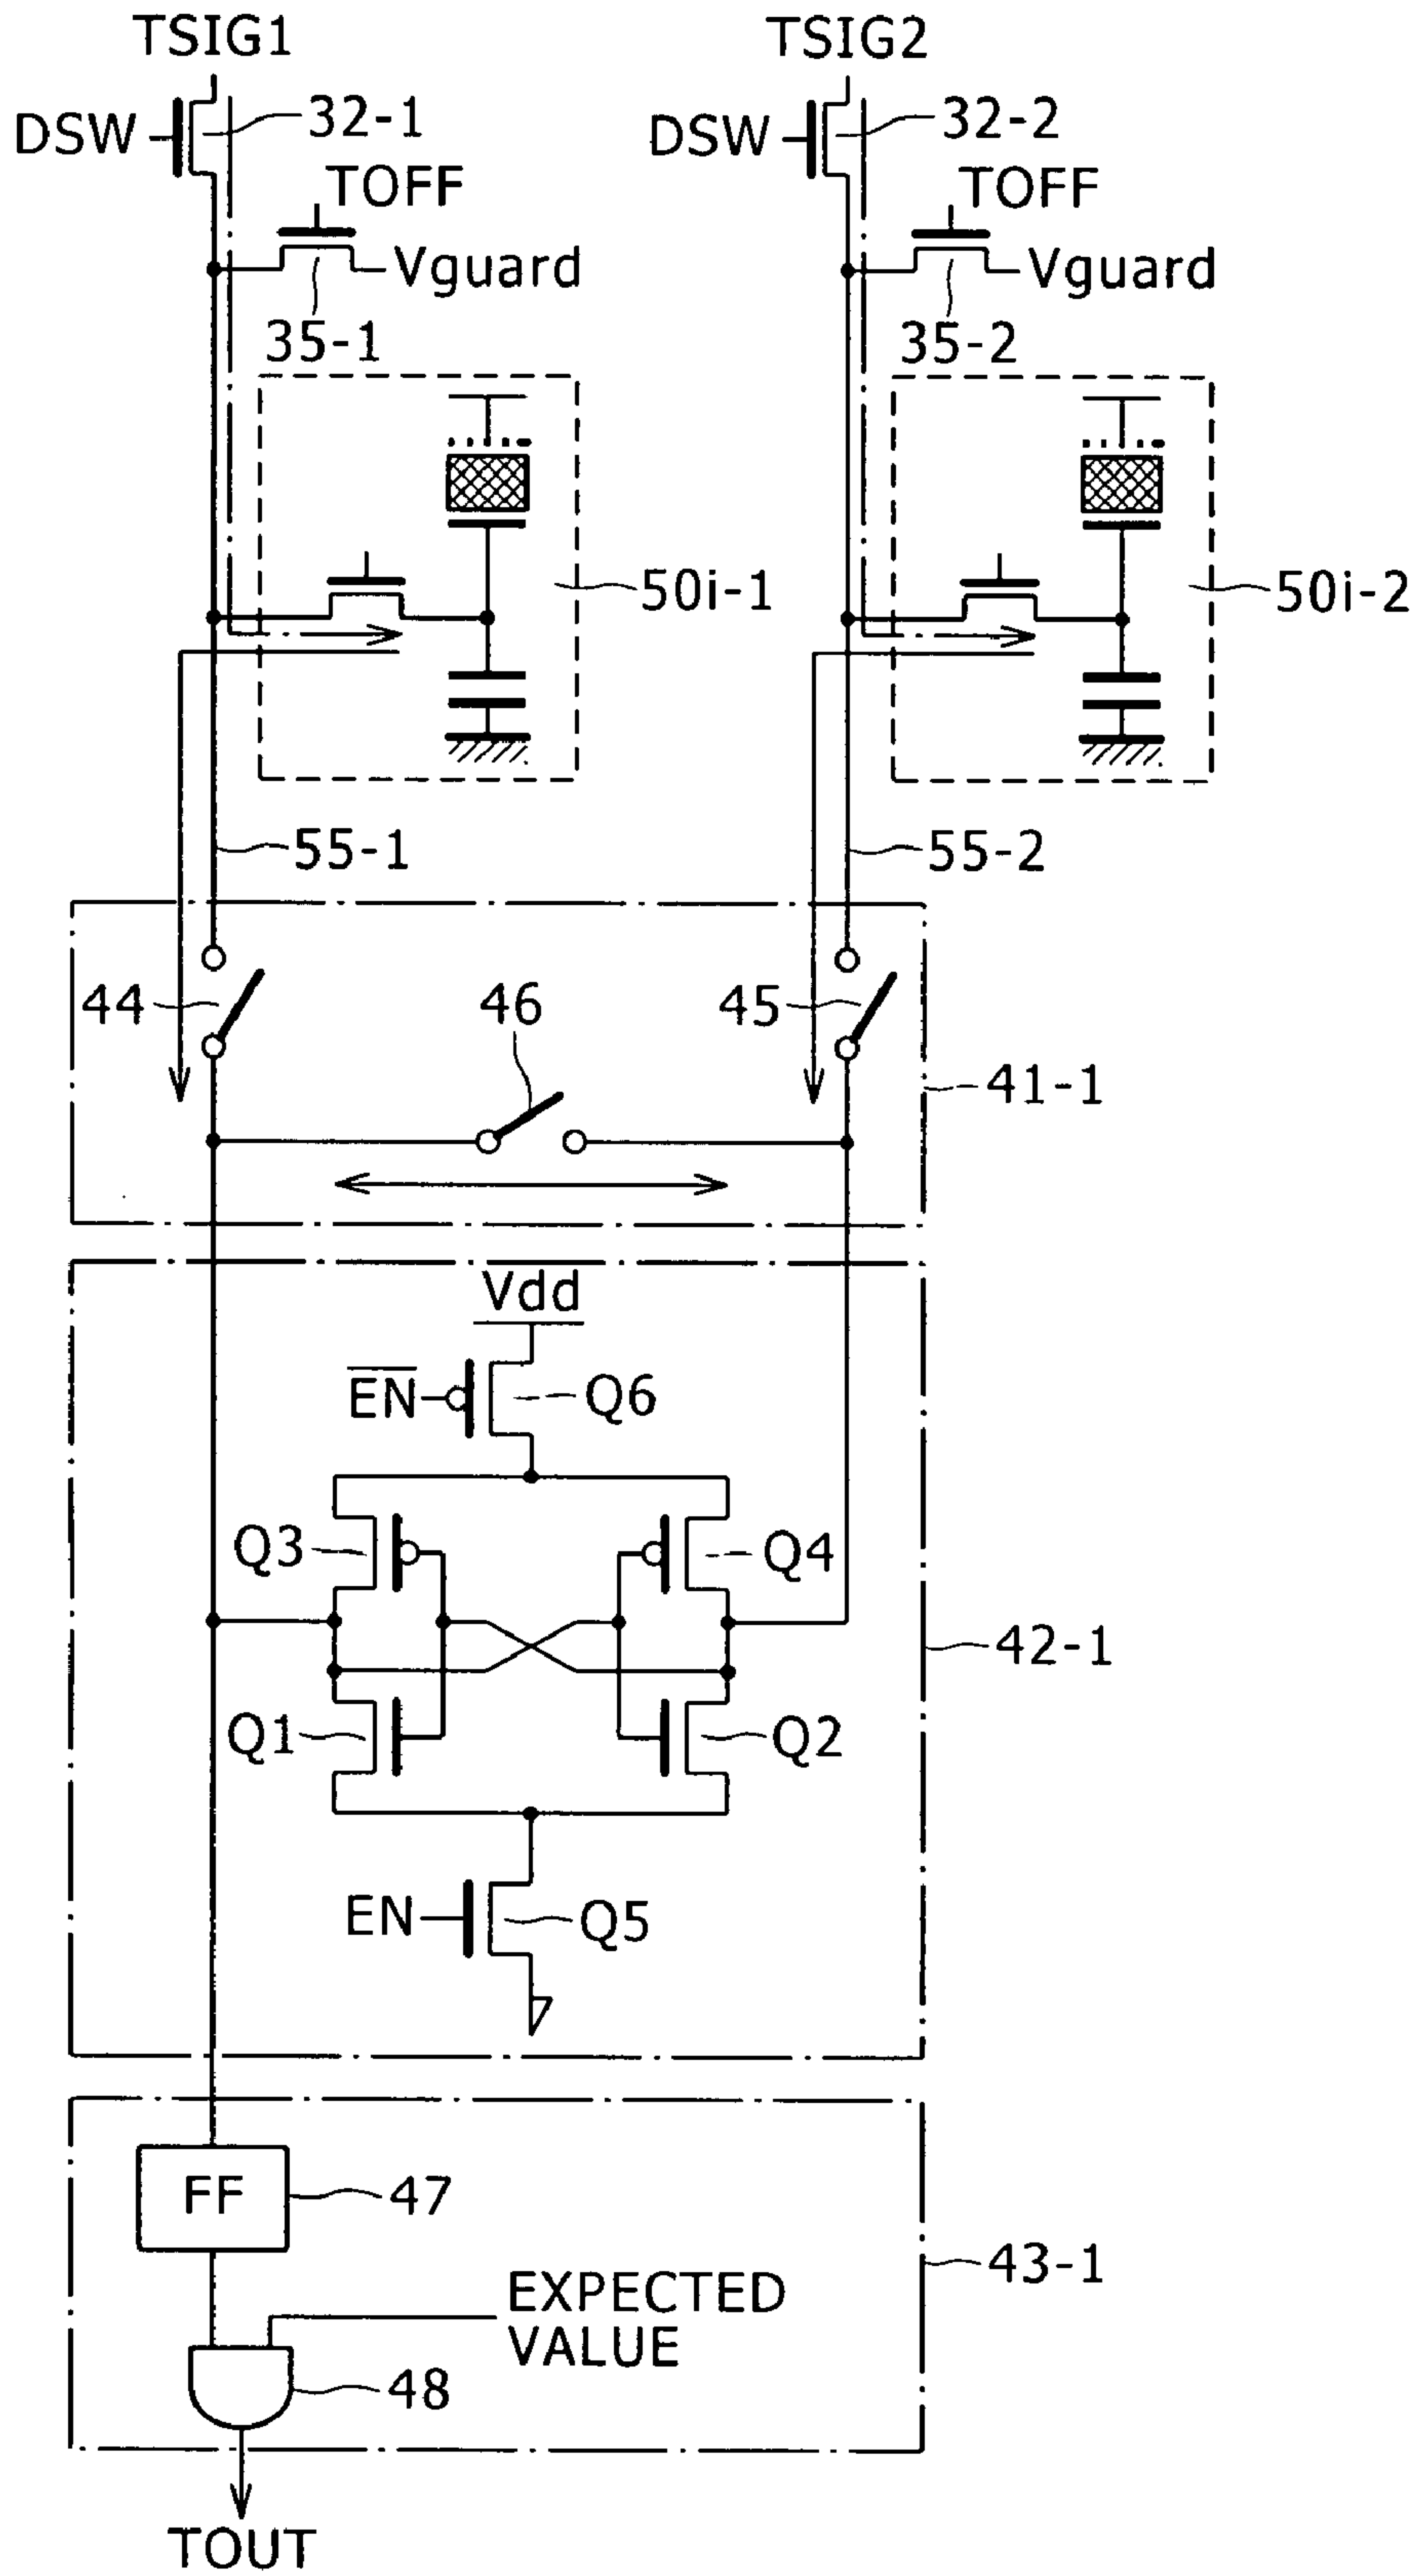 TSIG1 TSIG2
DSW 32-1 DSW 32-2
TOFF TOFF
Vguard Vguard
35-1 35-2
50i-1 50i-2
55-1 55-2
44 46 45
41-1
Vdd
EN Q6
Q3 Q4
42-1
Q1 Q2
EN Q5
FF 47
43-1
EXPECTED
VALUE
48
TOUT